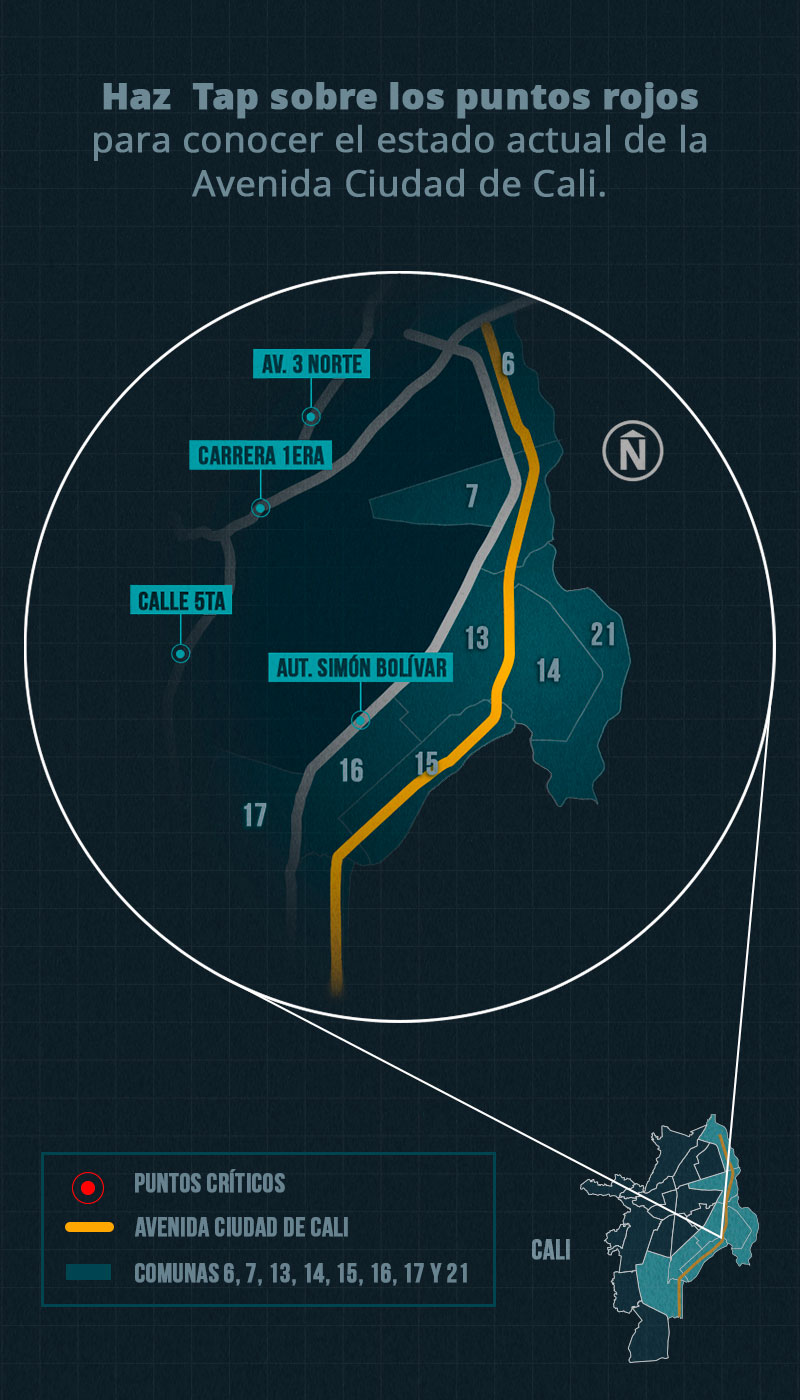 Haz Tap sobre los puntos rojos
para conocer el estado actual de la
Avenida Ciudad de Cali.
AV. 3 NORTE
6
N
CARRERA 1ERA
7
CALLE 5TA
13
21
AUT. SIMÓN BOLÍVAR
14
16
15
17
PUNTOS CRÍTICOS
AVENIDA CIUDAD DE CALI
CALI
COMUNAS 6, 7, 13, 14, 15, 16, 17 Y 21